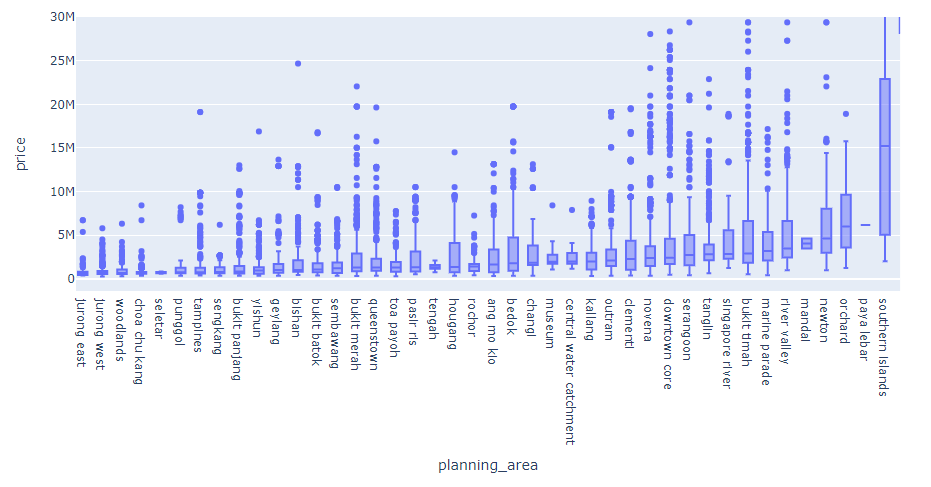 30M
25M
20M
15M
10M
5M
0
price
jurong east
jurong west
woodlands
choa chu kang
seletar
punggol
tampines
sengkang
bukit panjang
yishun
geylang
bishan
bukit batok
sembawang
bukit merah
queenstown
toa payoh
pasir ris
tengah
hougang
rochor
ang mo kio
bedok
changi
museum
central water catchment
kallang
outram
clementi
novena
downtown core
serangoon
tanglin
singapore river
bukit timah
marine parade
river valley
mandai
newton
orchard
paya lebar
southern islands
planning_area